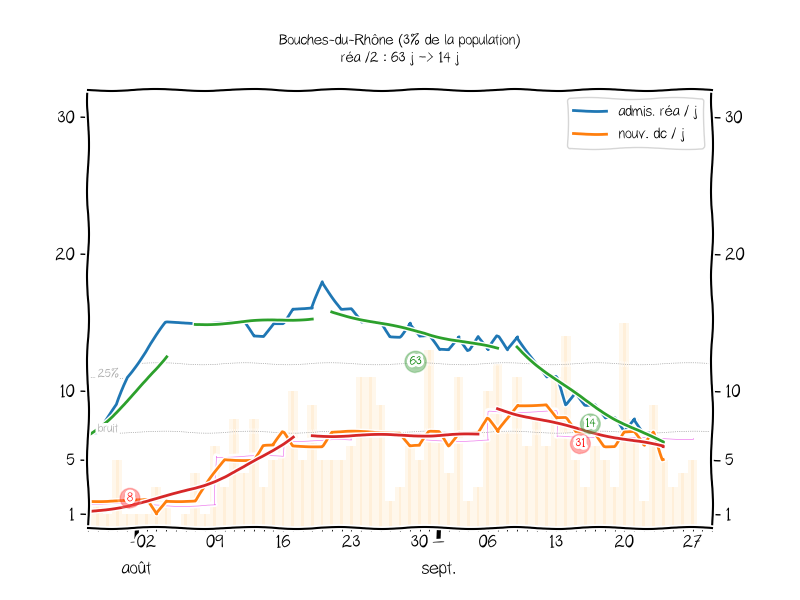 Bouches-du-Rhône (3% de la population)
réa /2 : 63 j -> 14 j
admis. réa / j
nouv. dc / j
30
30
20
20
25%
63
10
10
14
bruit
31
5
5
8
1
1
02 09 16 23 30 06 13 20 27
août sept.